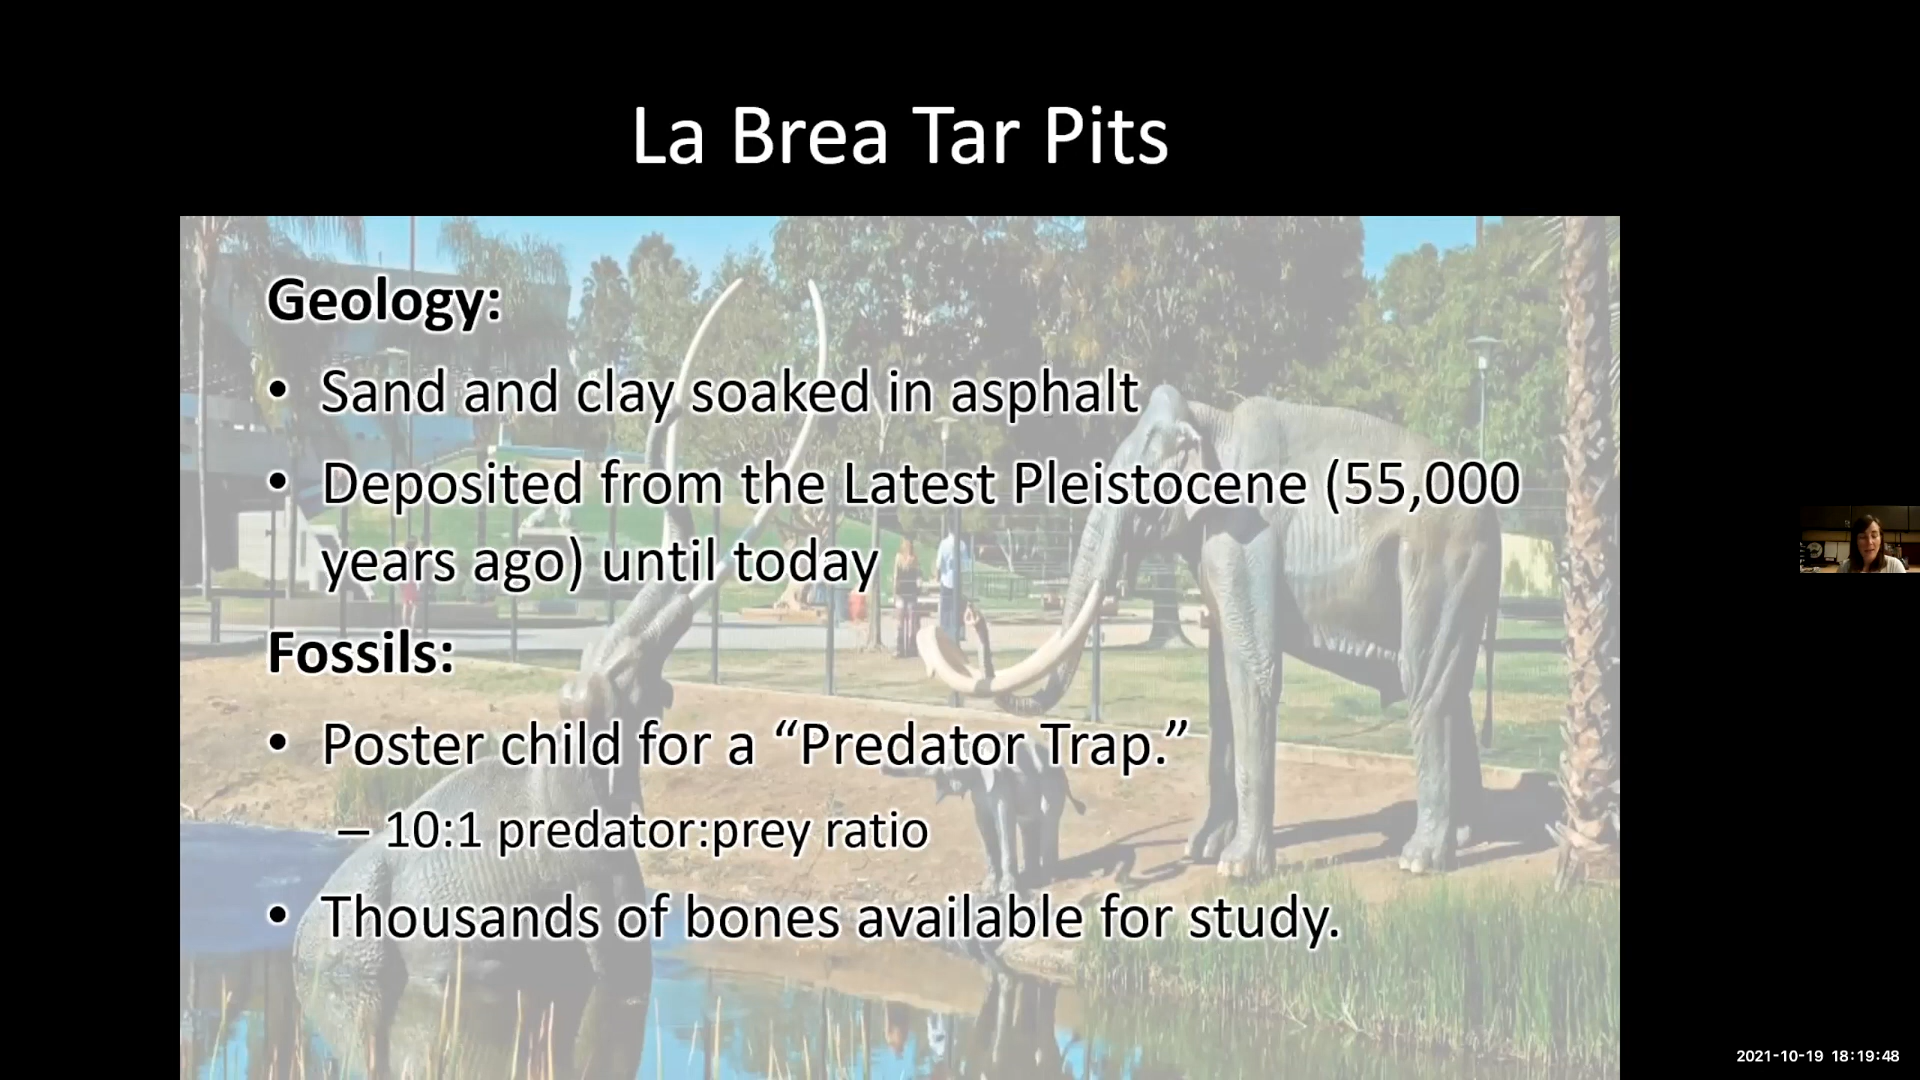 La Brea Tar Pits
Geology:
• Sand and clay soaked in asphalt
• Deposited from the Latest Pleistocene (55,000
years ago) until today
Fossils:
• Poster child for a “Predator Trap.”
– 10:1 predator:prey ratio
• Thousands of bones available for study.
2021-10-19 18:19:48